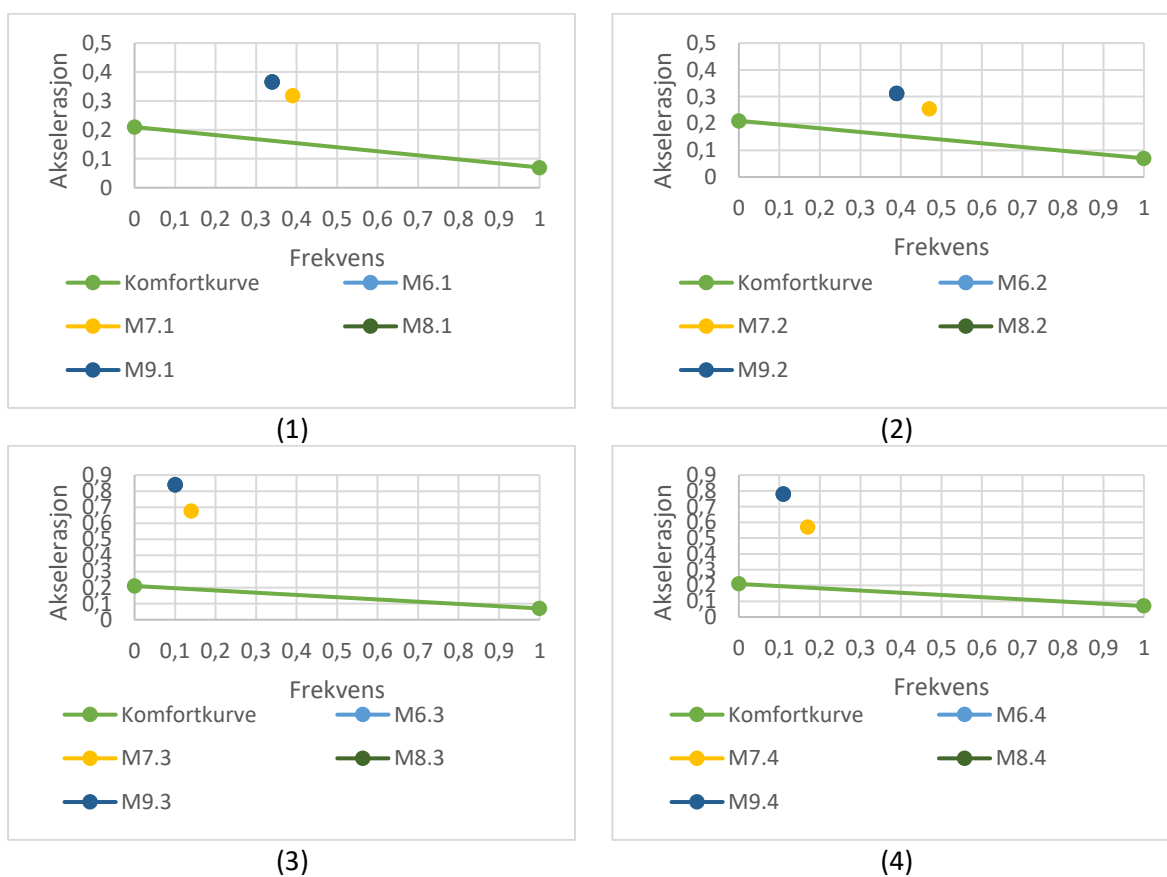 Akselerasjon
0,5
0,4
0,3
0,2
0,1
0
0 0,1 0,2 0,3 0,4 0,5 0,6 0,7 0,8 0,9 1
Frekvens
Komfortkurve M6.1
M7.1 M8.1
M9.1
(1)
Akselerasjon
0,5
0,4
0,3
0,2
0,1
0
0 0,1 0,2 0,3 0,4 0,5 0,6 0,7 0,8 0,9 1
Frekvens
Komfortkurve M6.2
M7.2 M8.2
M9.2
(2)
Akselerasjon
0,9
0,8
0,7
0,6
0,5
0,4
0,3
0,2
0,1
0
0 0,1 0,2 0,3 0,4 0,5 0,6 0,7 0,8 0,9 1
Frekvens
Komfortkurve M6.3
M7.3 M8.3
M9.3
(3)
Akselerasjon
0,9
0,8
0,7
0,6
0,5
0,4
0,3
0,2
0,1
0
0 0,1 0,2 0,3 0,4 0,5 0,6 0,7 0,8 0,9 1
Frekvens
Komfortkurve M6.4
M7.4 M8.4
M9.4
(4)